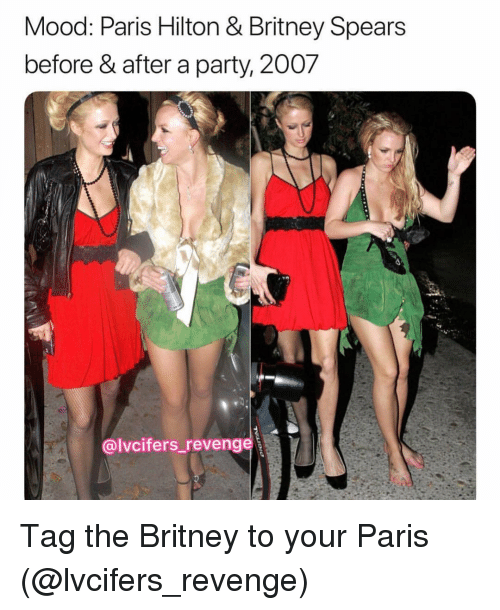 Mood: Paris Hilton & Britney Spears
before & after a party, 2007
@lvcifers_revenge
Tag the Britney to your Paris
(@lvcifers_revenge)